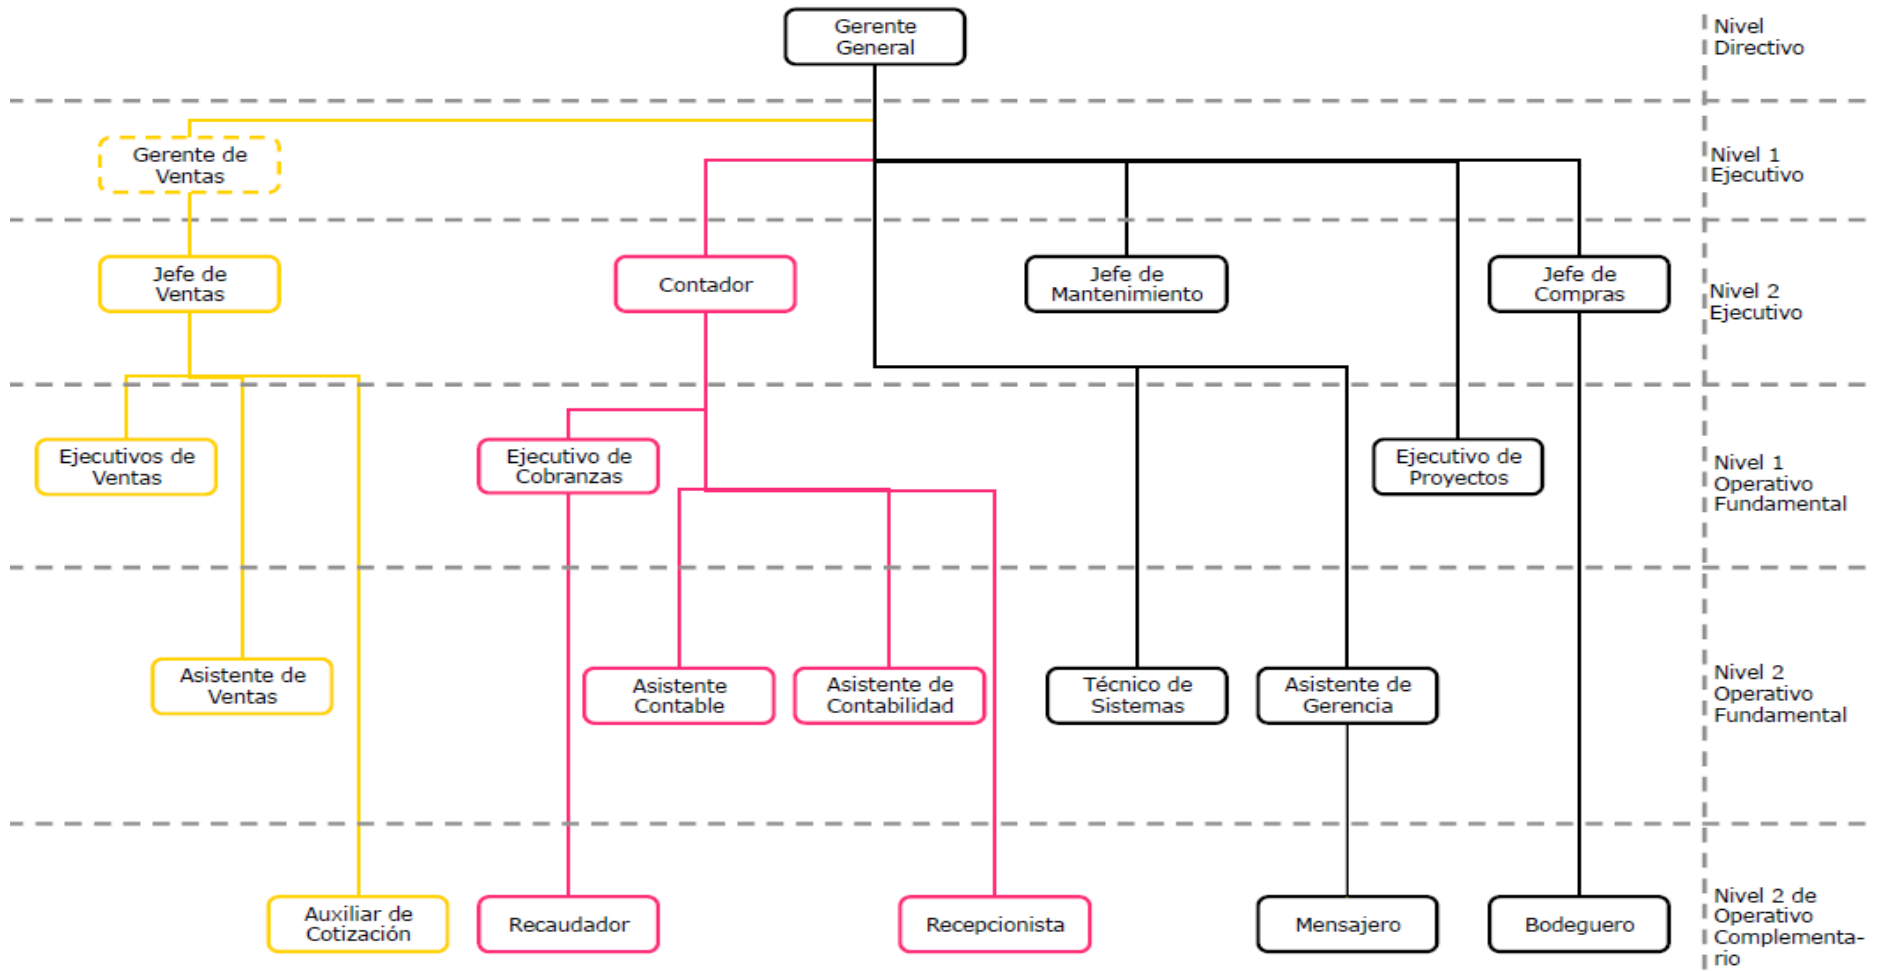 Gerente
General
Nivel
Directivo
Gerente de
Ventas
Nivel 1
Ejecutivo
Jefe de
Ventas
Contador
Jefe de
Mantenimiento
Jefe de
Compras
Nivel 2
Ejecutivo
Ejecutivos de
Ventas
Ejecutivo de
Cobranzas
Ejecutivo de
Proyectos
Nivel 1
Operativo
Fundamental
Asistente de
Ventas
Asistente
Contable
Asistente de
Contabilidad
Técnico de
Sistemas
Asistente de
Gerencia
Nivel 2
Operativo
Fundamental
Auxiliar de
Cotización
Recaudador
Recepcionista
Mensajero
Bodeguero
Nivel 2 de
Operativo
Complementa-
rio